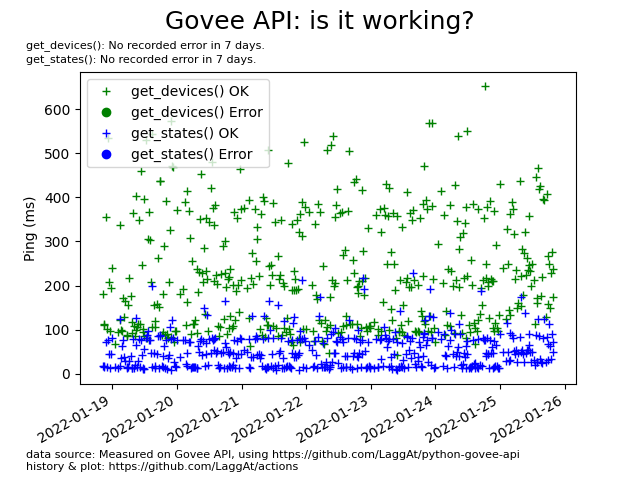 Govee API: is it working?
get_devices(): No recorded error in 7 days.
get_states(): No recorded error in 7 days.
get_devices() OK
get_devices() Error
get_states() OK
get_states() Error
600
500
400
300
200
100
0
Ping (ms)
2022-01-19
2022-01-20
2022-01-21
2022-01-22
2022-01-23
2022-01-24
2022-01-25
2022-01-26
data source: Measured on Govee API, using https://github.com/LaggAt/python-govee-api
history & plot: https://github.com/LaggAt/actions